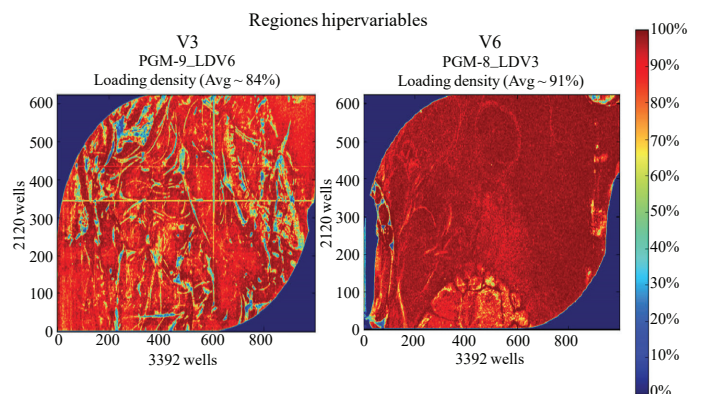 Regiones hipervariables
V3
PGM-9_LDV6
Loading density (Avg ~ 84%)
600
500
400
300
200
100
0
2120 wells
0 200 400 600 800
3392 wells
V6
PGM-8_LDV3
Loading density (Avg ~ 91%)
600
500
400
300
200
100
0
2120 wells
0 200 400 600 800
3392 wells
100%
90%
80%
70%
60%
50%
40%
30%
20%
10%
0%